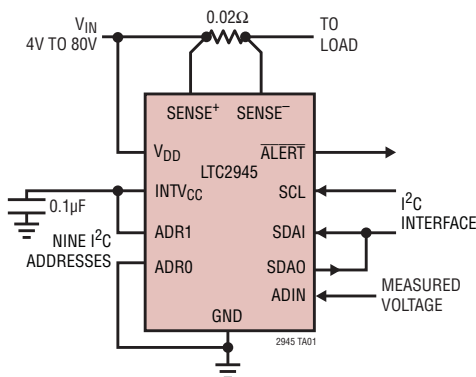 V_IN
4V TO 80V
0.02Ω
TO
LOAD
SENSE⁺
SENSE⁻
V_DD
LTC2945
ALERT
INTV_CC
SCL
I²C
INTERFACE
0.1µF
NINE I²C
ADDRESSES
ADR1
SDAI
ADR0
SDAO
ADIN
MEASURED
VOLTAGE
GND
2945 TA01